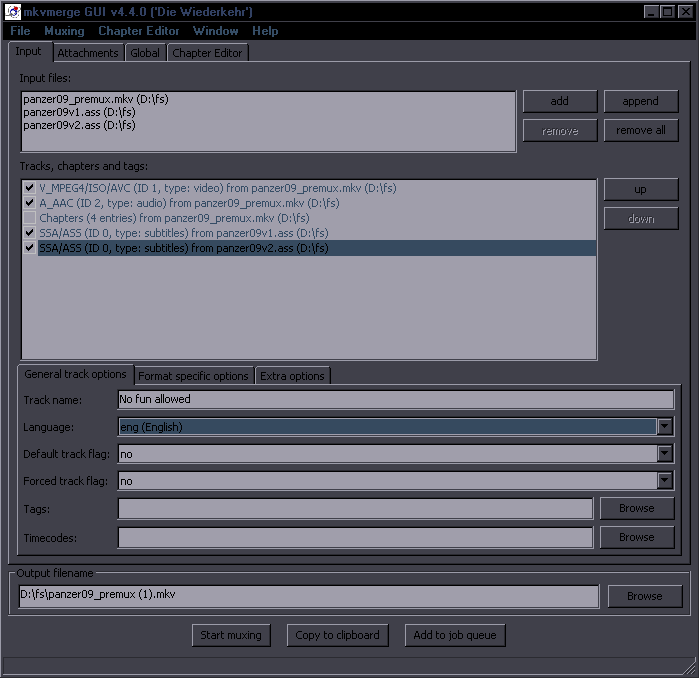 mkvmerge GUI v4.4.0 ('Die Wiederkehr')
File Muxing Chapter Editor Window Help
Input Attachments Global Chapter Editor
Input files:
panzer09_premux.mkv (D:\fs)
panzer09v1.ass (D:\fs)
panzer09v2.ass (D:\fs)
add append
remove remove all
Tracks, chapters and tags:
V_MPEG4/ISO/AVC (ID 1, type: video) from panzer09_premux.mkv (D:\fs)
A_AAC (ID 2, type: audio) from panzer09_premux.mkv (D:\fs)
Chapters (4 entries) from panzer09_premux.mkv (D:\fs)
SSA/ASS (ID 0, type: subtitles) from panzer09v1.ass (D:\fs)
SSA/ASS (ID 0, type: subtitles) from panzer09v2.ass (D:\fs)
up
down
General track options Format specific options Extra options
Track name: No fun allowed
Language: eng (English)
Default track flag: no
Forced track flag: no
Tags: Browse
Timecodes: Browse
Output filename
D:\fs\panzer09_premux (1).mkv Browse
Start muxing Copy to clipboard Add to job queue